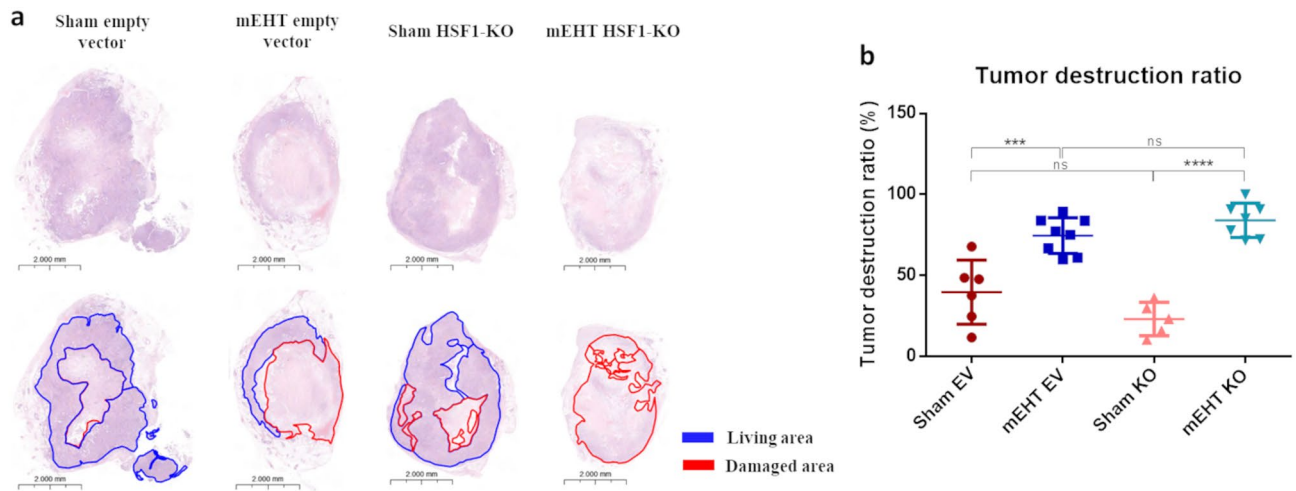 a
Sham empty
vector
mEHT empty
vector
Sham HSF1-KO
mEHT HSF1-KO
2.000 mm
2.000 mm
2.000 mm
2.000 mm
2.000 mm
2.000 mm
2.000 mm
2.000 mm
Living area
Damaged area
b
Tumor destruction ratio
Tumor destruction ratio (%)
150
100
50
0
***
ns
ns
****
Sham EV
mEHT EV
Sham KO
mEHT KO